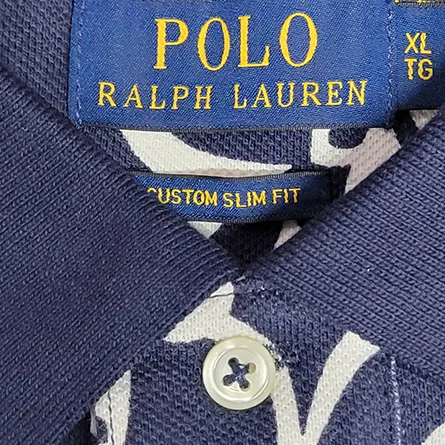 POLO
RALPH LAUREN
XL
TG
CUSTOM SLIM FIT